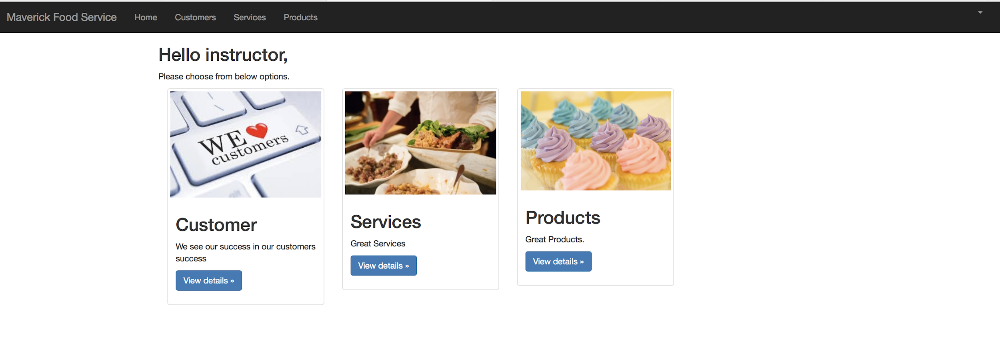 Maverick Food Service Home Customers Services Products
Hello instructor,
Please choose from below options.
WE
customers
Customer
We see our success in our customers
success
View details »
Services
Great Services
View details »
Products
Great Products.
View details »